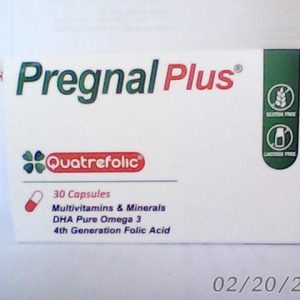 Pregnal Plus®
GLUTEN FREE
Quatrefolic®
LACTOSE FREE
30 Capsules
Multivitamins & Minerals
DHA Pure Omega 3
4th Generation Folic Acid
02/20/2